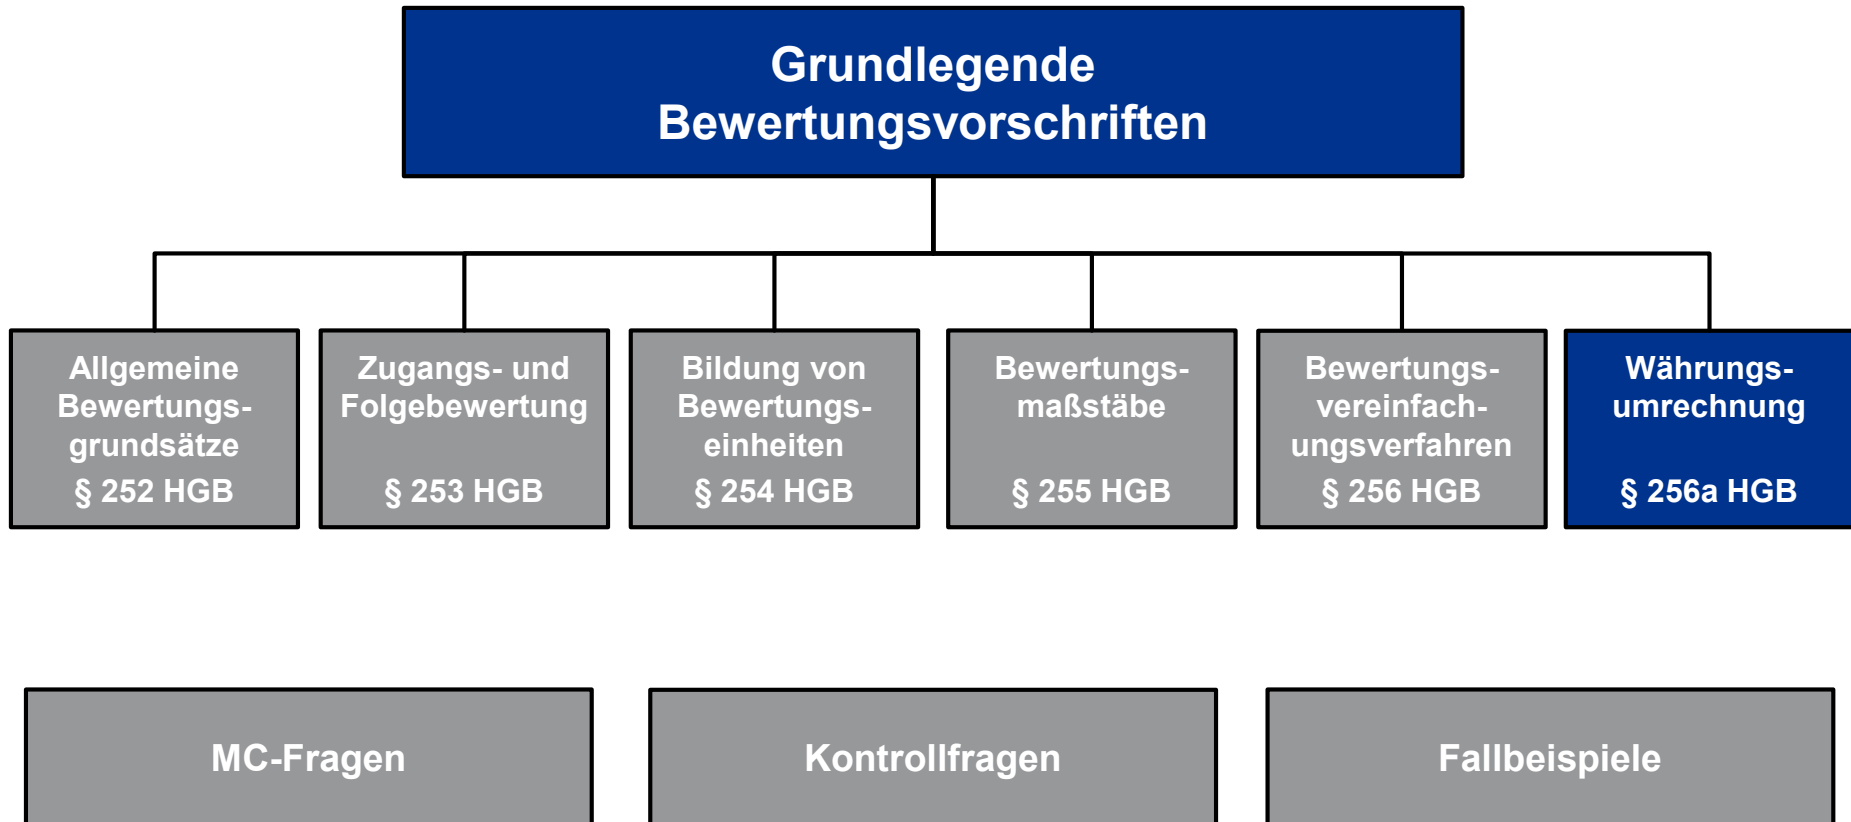 Grundlegende
Bewertungsvorschriften
Allgemeine
Bewertungs-
grundsätze
§ 252 HGB
Zugangs- und
Folgebewertung
§ 253 HGB
Bildung von
Bewertungs-
einheiten
§ 254 HGB
Bewertungs-
maßstäbe
§ 255 HGB
Bewertungs-
vereinfach-
ungsverfahren
§ 256 HGB
Währungs-
umrechnung
§ 256a HGB
MC-Fragen
Kontrollfragen
Fallbeispiele